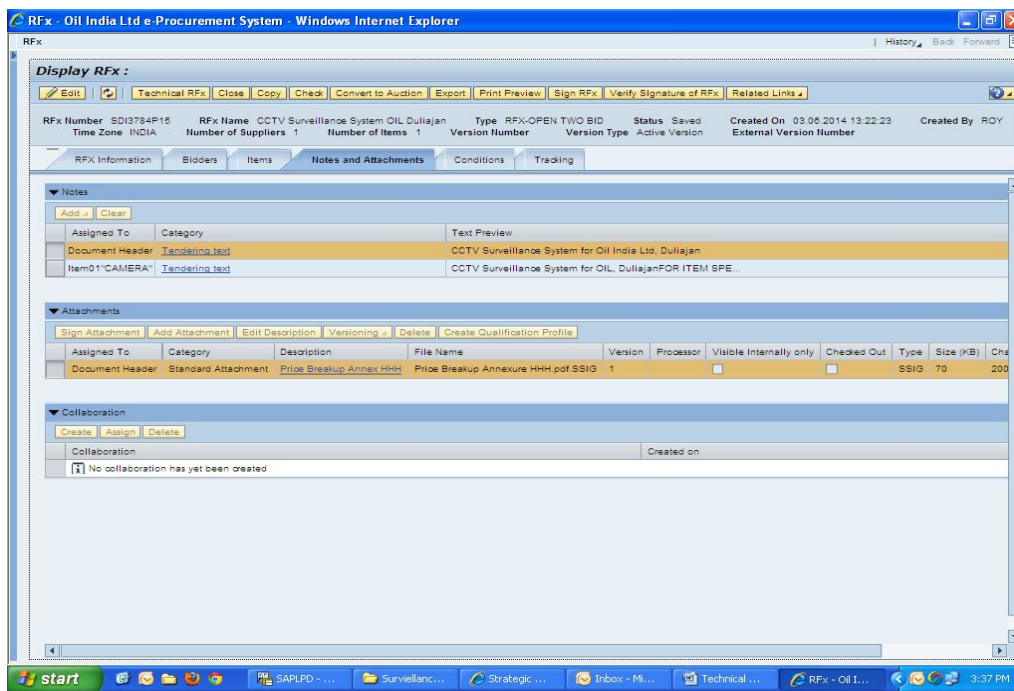 RFx - Oil India Ltd e-Procurement System - Windows Internet Explorer
RFx | History Back Forward
Display RFx :
Edit | | Technical RFx Close Copy Check Convert to Auction Export Print Preview Sign RFx Verify Signature of RFx Related Links
RFx Number SDI3784P15 RFx Name CCTV Surveillance System OIL Duliajan Type RFX-OPEN TWO BID Status Saved Created On 03.06.2014 13:22:23 Created By ROY
Time Zone INDIA Number of Suppliers 1 Number of Items 1 Version Number Version Type Active Version External Version Number
RFX Information Bidders Items Notes and Attachments Conditions Tracking
Notes
Add Clear
Assigned To Category Text Preview
Document Header Tendering text CCTV Surveillance System for Oil India Ltd, Duliajan
Item01"CAMERA" Tendering text CCTV Surveillance System for OIL, DuliajanFOR ITEM SPE...
Attachments
Sign Attachment Add Attachment Edit Description Versioning Delete Create Qualification Profile
Assigned To Category Description File Name Version Processor Visible Internally only Checked Out Type Size (KB) Cha
Document Header Standard Attachment Price Breakup Annex HHH Price Breakup Annexure HHH.pdf.SSIG 1 SSIG 70 200
Collaboration
Create Assign Delete
Collaboration Created on
No collaboration has yet been created
start SAPLPD - ... Surviellanc... Strategic ... Inbox - Mi... Technical ... RFx - Oil I... 3:37 PM